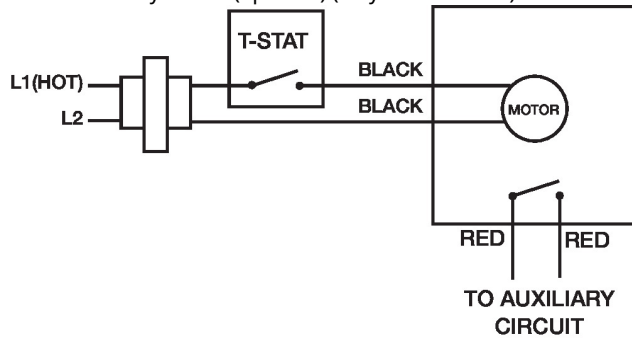 T-STAT
L1(HOT)
BLACK
L2
BLACK
MOTOR
RED
RED
TO AUXILIARY
CIRCUIT